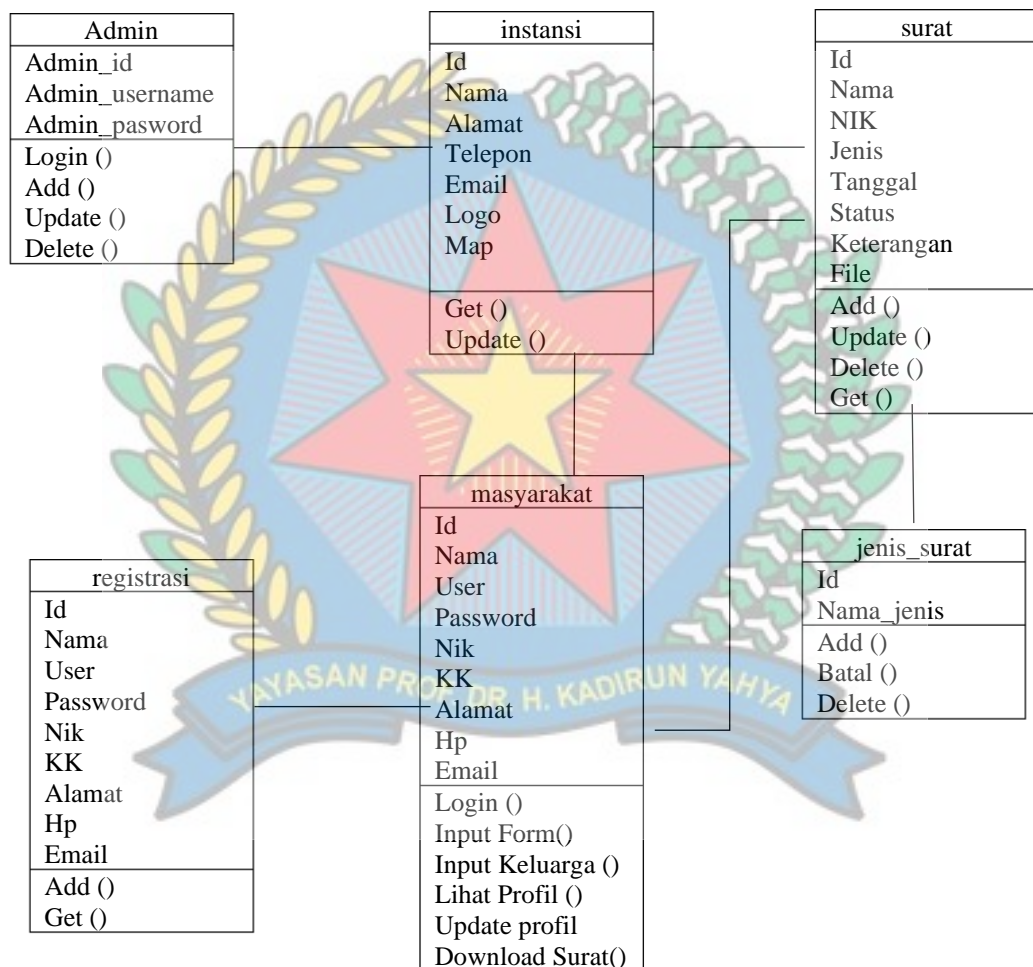 Admin
Admin_id
Admin_username
Admin_pasword
Login ()
Add ()
Update ()
Delete ()
instansi
Id
Nama
Alamat
Telepon
Email
Logo
Map
Get ()
Update ()
surat
Id
Nama
NIK
Jenis
Tanggal
Status
Keterangan
File
Add ()
Update ()
Delete ()
Get ()
registrasi
Id
Nama
User
Password
Nik
KK
Alamat
Hp
Email
Add ()
Get ()
masyarakat
Id
Nama
User
Password
Nik
KK
Alamat
Hp
Email
Login ()
Input Form()
Input Keluarga ()
Lihat Profil ()
Update profil
Download Surat()
jenis_surat
Id
Nama_jenis
Add ()
Batal ()
Delete ()
YAYASAN PROF. DR. H. KADIRUN YAHYA